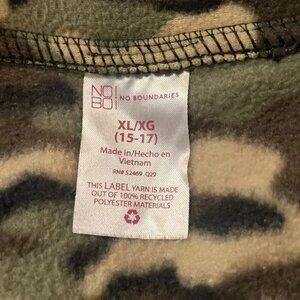 NO!
BO!
NO BOUNDARIES
XL/XG
(15-17)
Made in/Hecho en
Vietnam
RN# 52469 Q29
THIS LABEL YARN IS MADE
OUT OF 100% RECYCLED
POLYESTER MATERIALS